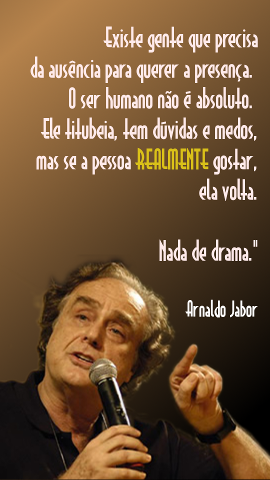 Existe gente que precisa
da ausência para querer a presença.
O ser humano não é absoluto.
Ele titubeia, tem dúvidas e medos,
mas se a pessoa REALMENTE gostar,
ela volta.
Nada de drama."
Arnaldo Jabor